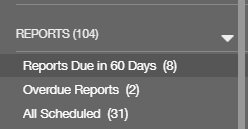 REPORTS (104)
Reports Due in 60 Days (8)
Overdue Reports (2)
All Scheduled (31)